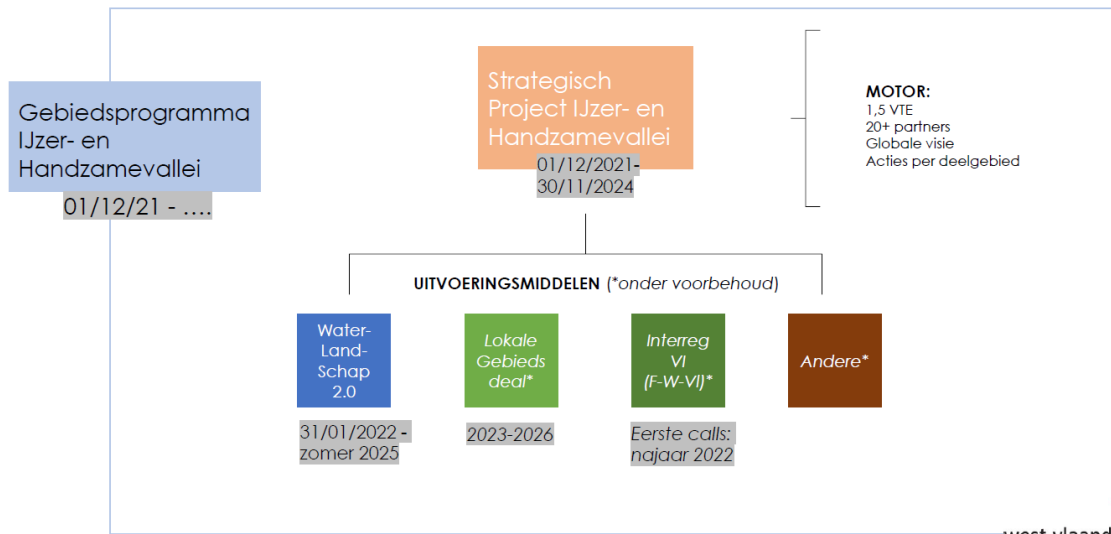 Gebiedsprogramma
IJzer- en
Handzamevallei
01/12/21 - ....
Strategisch
Project IJzer- en
Handzamevallei
01/12/2021-
30/11/2024
MOTOR:
1,5 VTE
20+ partners
Globale visie
Acties per deelgebied
UITVOERINGSMIDDELEN (*onder voorbehoud)
Water-
Land-
Schap
2.0
31/01/2022 -
zomer 2025
Lokale
Gebieds
deal*
2023-2026
Interreg
VI
(F-W-Vl)*
Eerste calls:
najaar 2022
Andere*